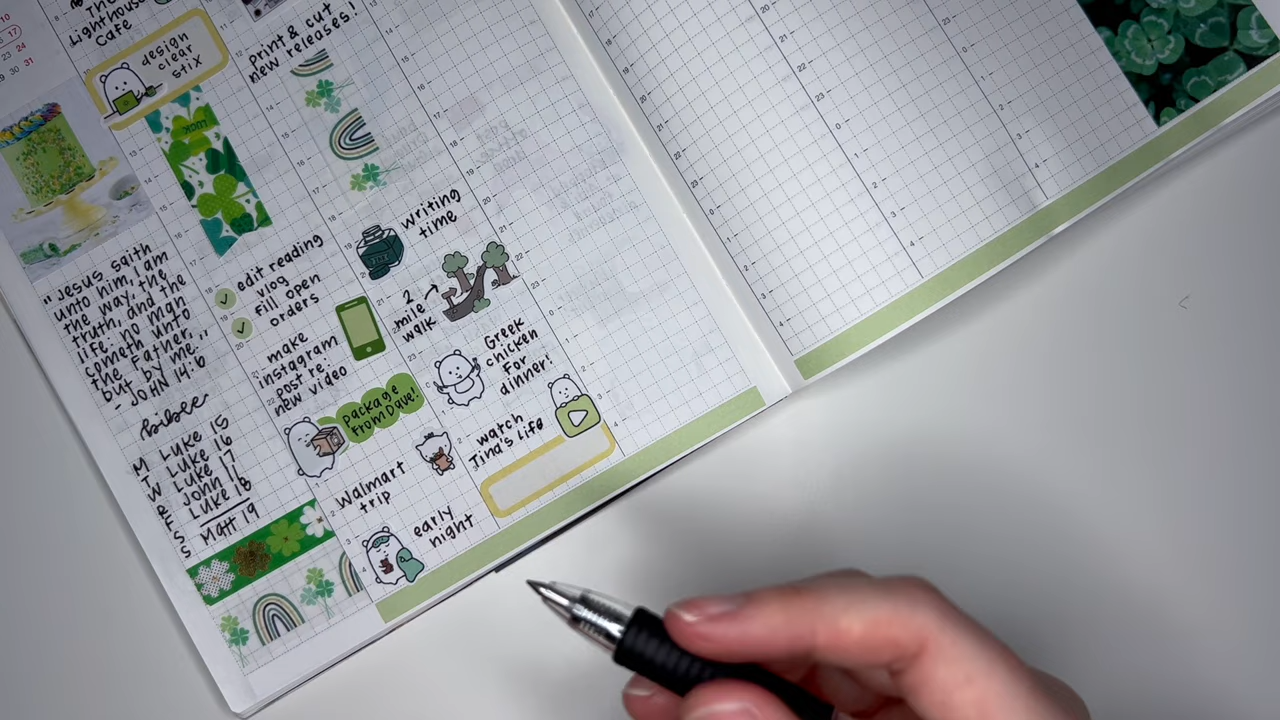 The
Lighthouse
Cafe
design
clear
stix
LUCK
"Jesus saith
unto him, I am
the way, the
truth, and the
life: no man
cometh unto
the Father,
but by me."
- JOHN 14:6
M Luke 15
T Luke 16
W Luke 17
John 11
F Luke 18
S Matt 19
S
edit reading
vlog
fill open
orders
make
instagram
post re:
new video
package
from Dave!
Walmart
trip
early
night
print & cut
new releases!
writing
time
2
mile
walk
Greek
chicken
for
dinner!
watch
Jina's Life